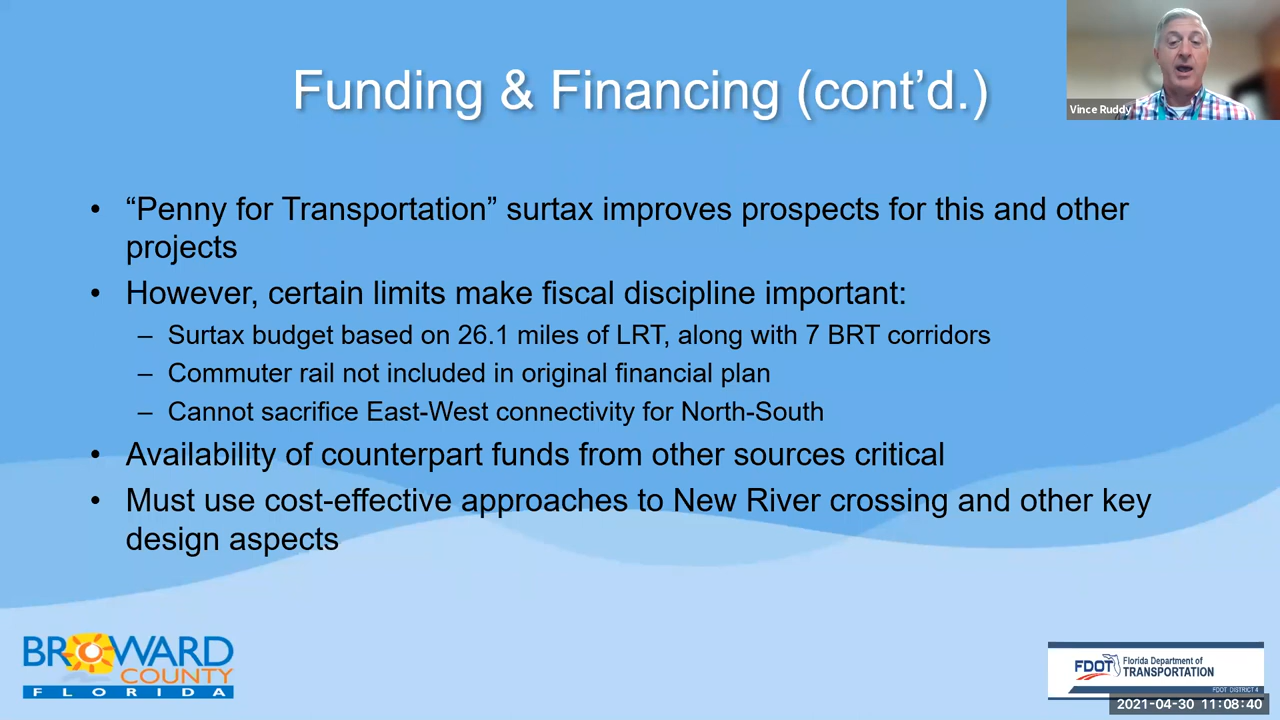 Funding & Financing (cont’d.)
Vince Ruddy
• “Penny for Transportation” surtax improves prospects for this and other
projects
• However, certain limits make fiscal discipline important:
– Surtax budget based on 26.1 miles of LRT, along with 7 BRT corridors
– Commuter rail not included in original financial plan
– Cannot sacrifice East-West connectivity for North-South
• Availability of counterpart funds from other sources critical
• Must use cost-effective approaches to New River crossing and other key
design aspects
BROWARD
COUNTY
FLORIDA
FDOT
Florida Department of
TRANSPORTATION
FDOT DISTRICT 4
2021-04-30 11:08:40